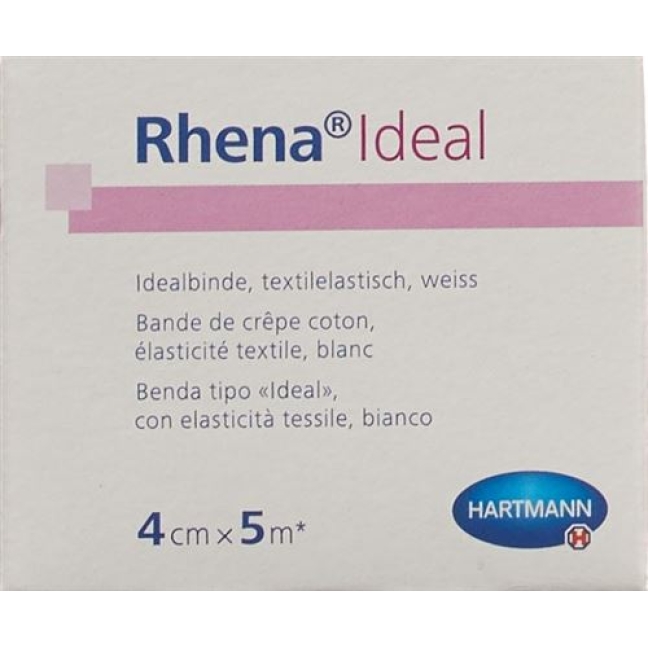 Rhena® Ideal
Idealbinde, textilelastisch, weiss
Bande de crêpe coton,
élasticité textile, blanc
Benda tipo «Ideal»,
con elasticità tessile, bianco
4 cm x 5 m*
HARTMANN
H